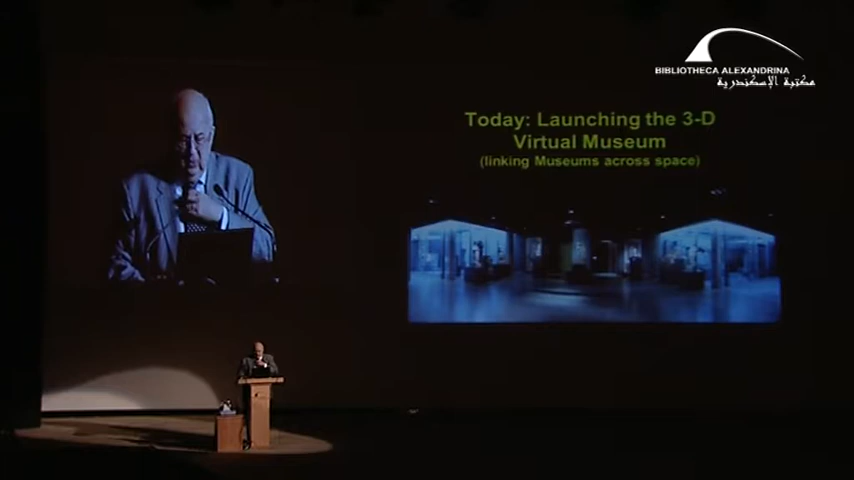 BIBLIOTHECA ALEXANDRINA
مكتبة الإسكندرية
Today: Launching the 3-D
Virtual Museum
(linking Museums across space)